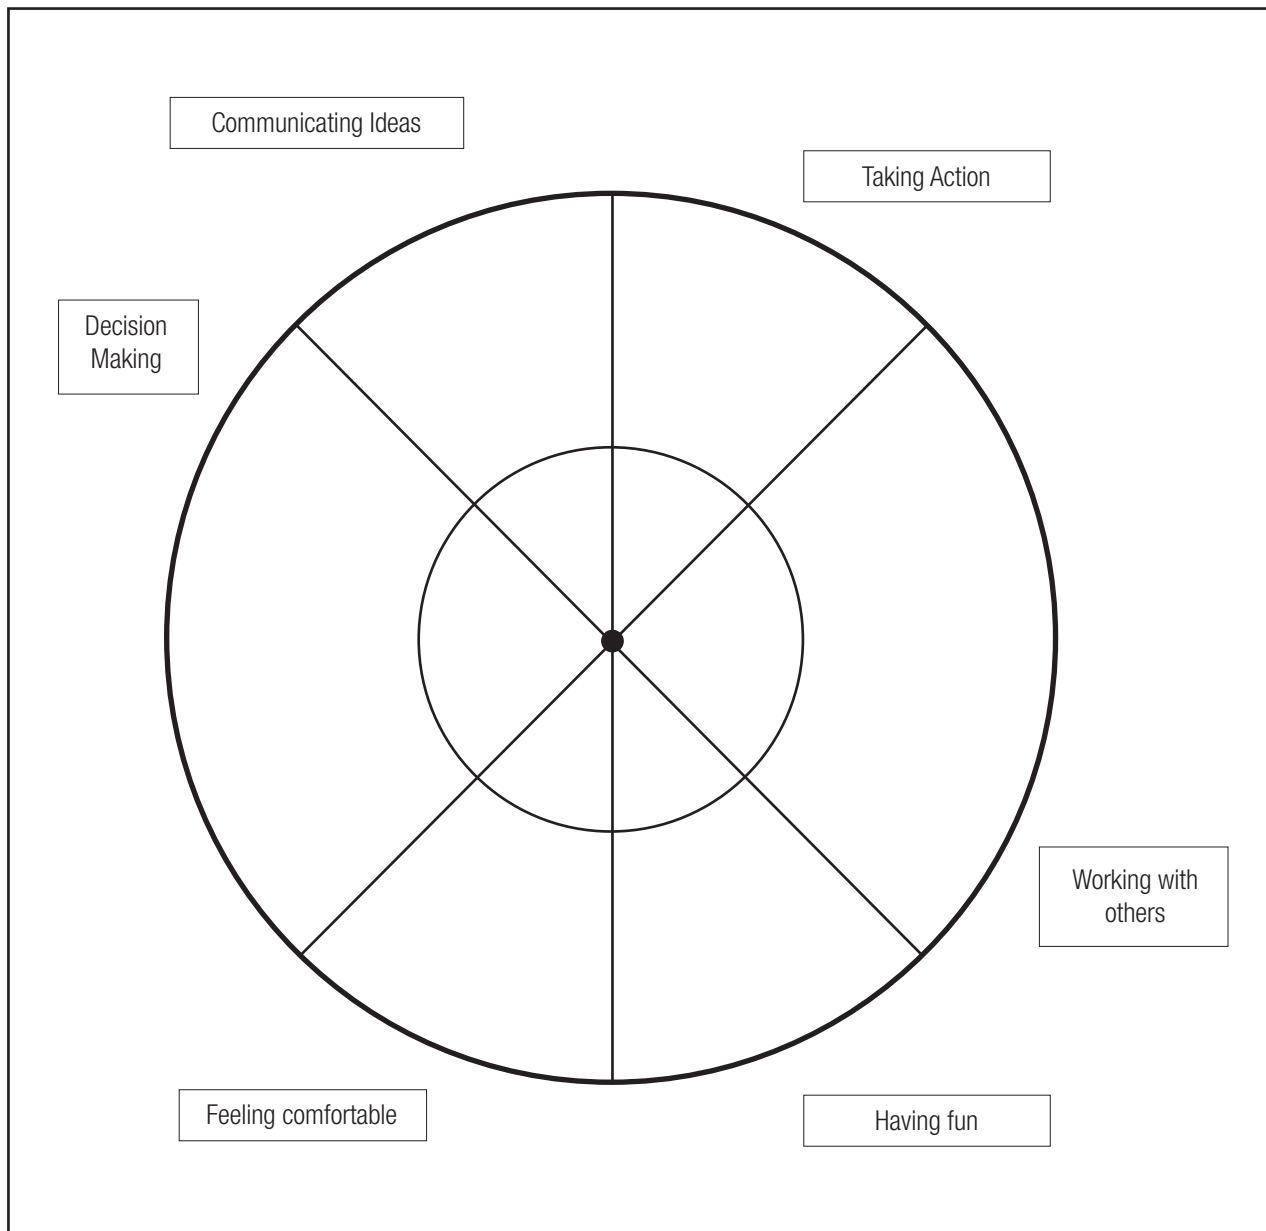 Communicating Ideas
Taking Action
Decision
Making
Working with
others
Feeling comfortable
Having fun